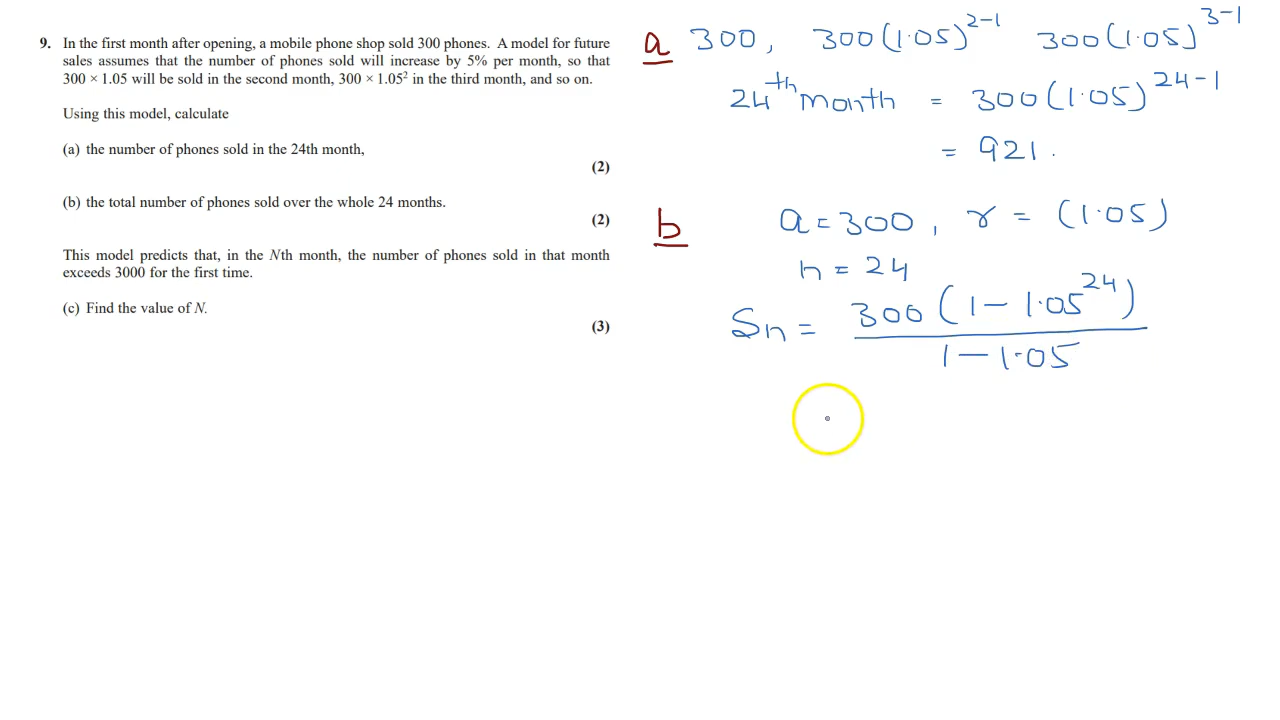 9. In the first month after opening, a mobile phone shop sold 300 phones. A model for future
sales assumes that the number of phones sold will increase by 5% per month, so that
300 × 1.05 will be sold in the second month, 300 × 1.05² in the third month, and so on.
Using this model, calculate
(a) the number of phones sold in the 24th month,
(2)
(b) the total number of phones sold over the whole 24 months.
(2)
This model predicts that, in the Nth month, the number of phones sold in that month
exceeds 3000 for the first time.
(c) Find the value of N.
(3)
a 300, 300(1·05)^{2-1} 300(1·05)^{3-1}
24^{th} month = 300(1·05)^{24-1}
= 921.
b a = 300, r = (1·05)
n = 24
Sn = 300(1 - 1·05^{24})
1 - 1·05